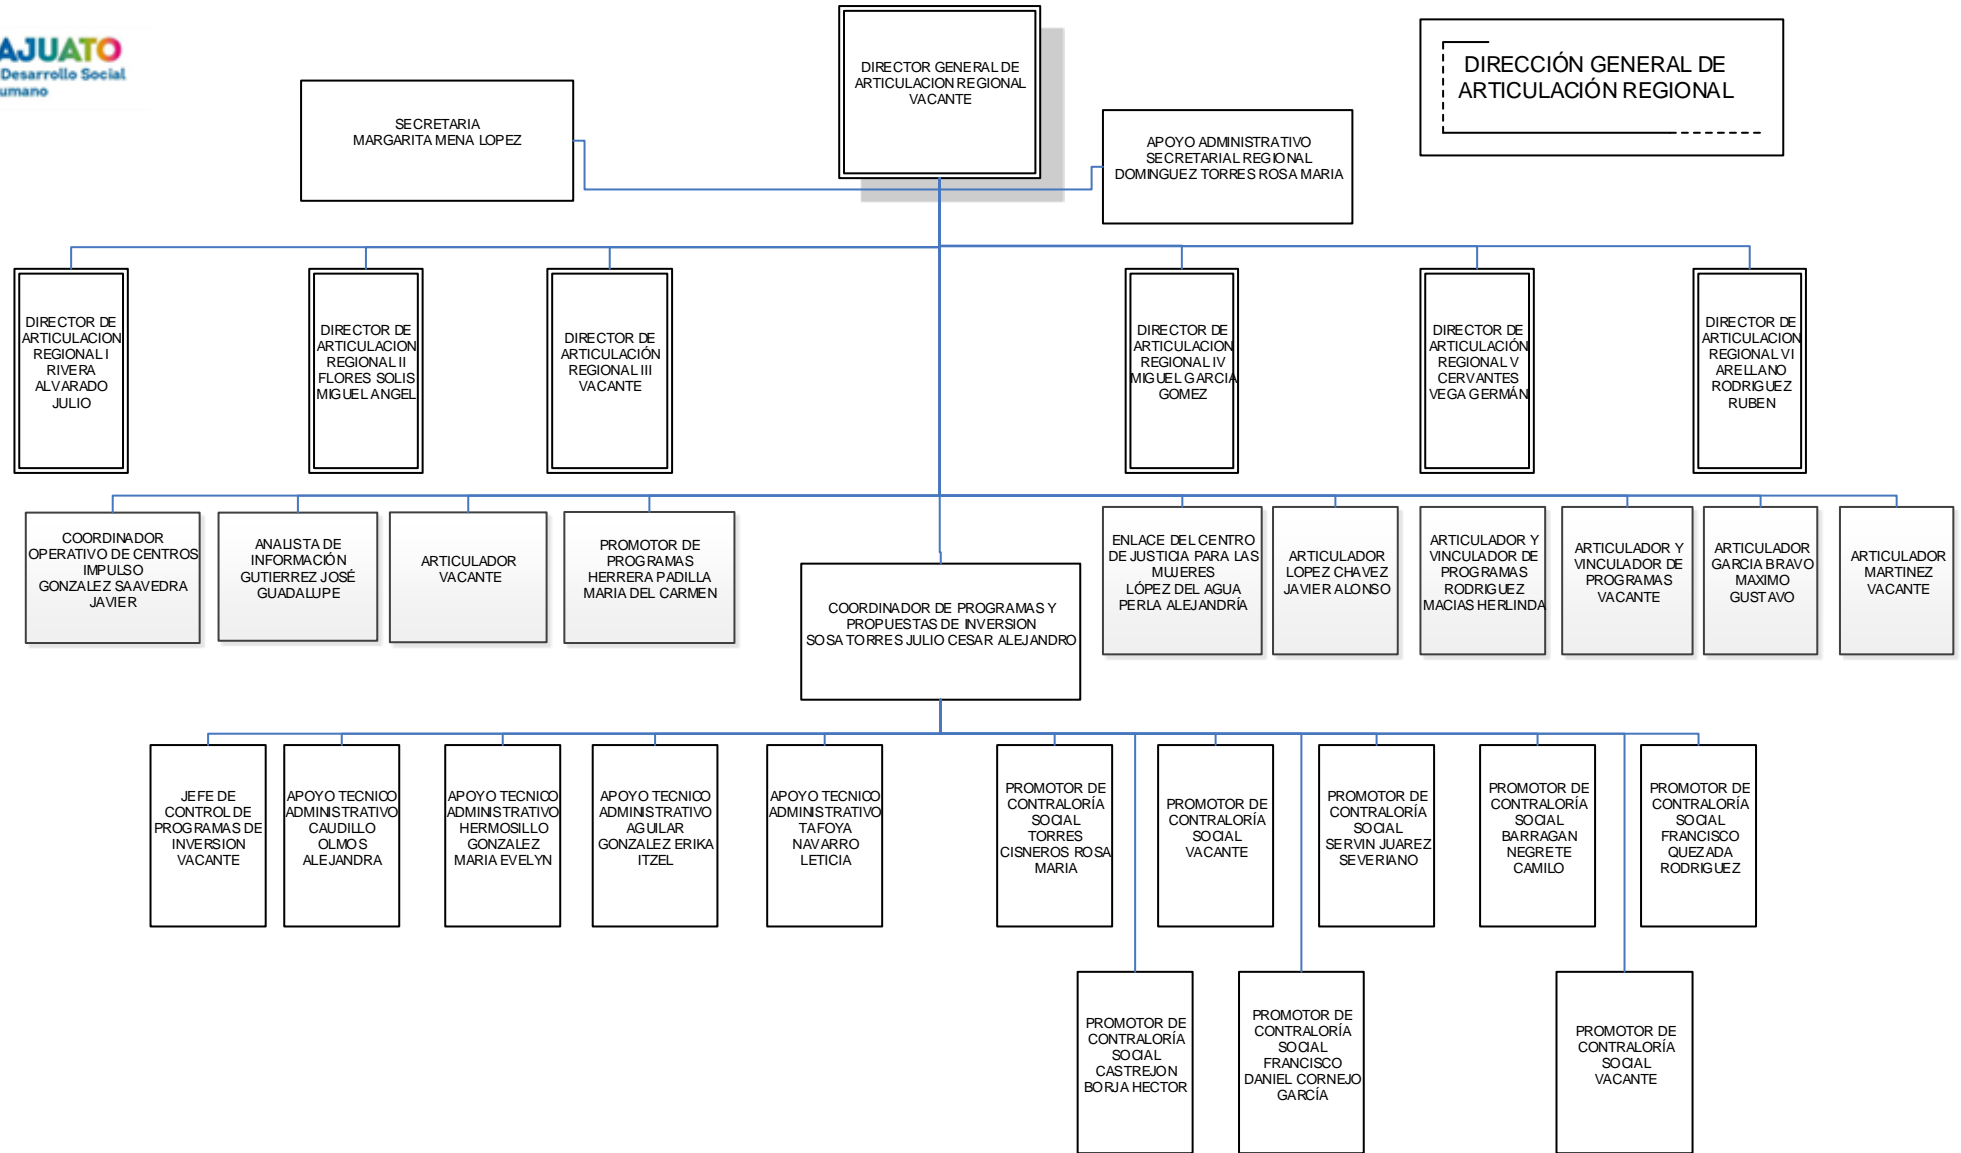 AJUATO
Desarrollo Social
umano
DIRECTOR GENERAL DE
ARTICULACION REGIONAL
VACANTE
DIRECCIÓN GENERAL DE
ARTICULACIÓN REGIONAL
SECRETARIA
MARGARITA MENA LOPEZ
APOYO ADMINISTRATIVO
SECRETARIAL REGIONAL
DOMINGUEZ TORRES ROSA MARIA
DIRECTOR DE
ARTICULACION
REGIONAL I
RIVERA
ALVARADO
JULIO
DIRECTOR DE
ARTICULACION
REGIONAL II
FLORES SOLIS
MIGUEL ANGEL
DIRECTOR DE
ARTICULACIÓN
REGIONAL III
VACANTE
DIRECTOR DE
ARTICULACION
REGIONAL IV
MIGUEL GARCIA
GOMEZ
DIRECTOR DE
ARTICULACIÓN
REGIONAL V
CERVANTES
VEGA GERMÁN
DIRECTOR DE
ARTICULACION
REGIONAL VI
ARELLANO
RODRIGUEZ
RUBEN
COORDINADOR
OPERATIVO DE CENTROS
IMPULSO
GONZALEZ SAAVEDRA
JAVIER
ANALISTA DE
INFORMACIÓN
GUTIERREZ JOSÉ
GUADALUPE
ARTICULADOR
VACANTE
PROMOTOR DE
PROGRAMAS
HERRERA PADILLA
MARIA DEL CARMEN
COORDINADOR DE PROGRAMAS Y
PROPUESTAS DE INVERSION
SOSA TORRES JULIO CESAR ALEJANDRO
ENLACE DEL CENTRO
DE JUSTICIA PARA LAS
MUJERES
LÓPEZ DEL AGUA
PERLA ALEJANDRÍA
ARTICULADOR
LOPEZ CHAVEZ
JAVIER ALONSO
ARTICULADOR Y
VINCULADOR DE
PROGRAMAS
RODRIGUEZ
MACIAS HERLINDA
ARTICULADOR Y
VINCULADOR DE
PROGRAMAS
VACANTE
ARTICULADOR
GARCIA BRAVO
MAXIMO
GUSTAVO
ARTICULADOR
MARTINEZ
VACANTE
JEFE DE
CONTROL DE
PROGRAMAS DE
INVERSION
VACANTE
APOYO TECNICO
ADMINISTRATIVO
CAUDILLO
OLMOS
ALEJANDRA
APOYO TECNICO
ADMINISTRATIVO
HERMOSILLO
GONZALEZ
MARIA EVELYN
APOYO TECNICO
ADMINISTRATIVO
AGUILAR
GONZALEZ ERIKA
ITZEL
APOYO TECNICO
ADMINISTRATIVO
TAFOYA
NAVARRO
LETICIA
PROMOTOR DE
CONTRALORÍA
SOCIAL
TORRES
CISNEROS ROSA
MARIA
PROMOTOR DE
CONTRALORÍA
SOCIAL
VACANTE
PROMOTOR DE
CONTRALORÍA
SOCIAL
SERVIN JUAREZ
SEVERIANO
PROMOTOR DE
CONTRALORÍA
SOCIAL
BARRAGAN
NEGRETE
CAMILO
PROMOTOR DE
CONTRALORÍA
SOCIAL
FRANCISCO
QUEZADA
RODRIGUEZ
PROMOTOR DE
CONTRALORÍA
SOCIAL
CASTREJON
BORJA HECTOR
PROMOTOR DE
CONTRALORÍA
SOCIAL
FRANCISCO
DANIEL CORNEJO
GARCÍA
PROMOTOR DE
CONTRALORÍA
SOCIAL
VACANTE